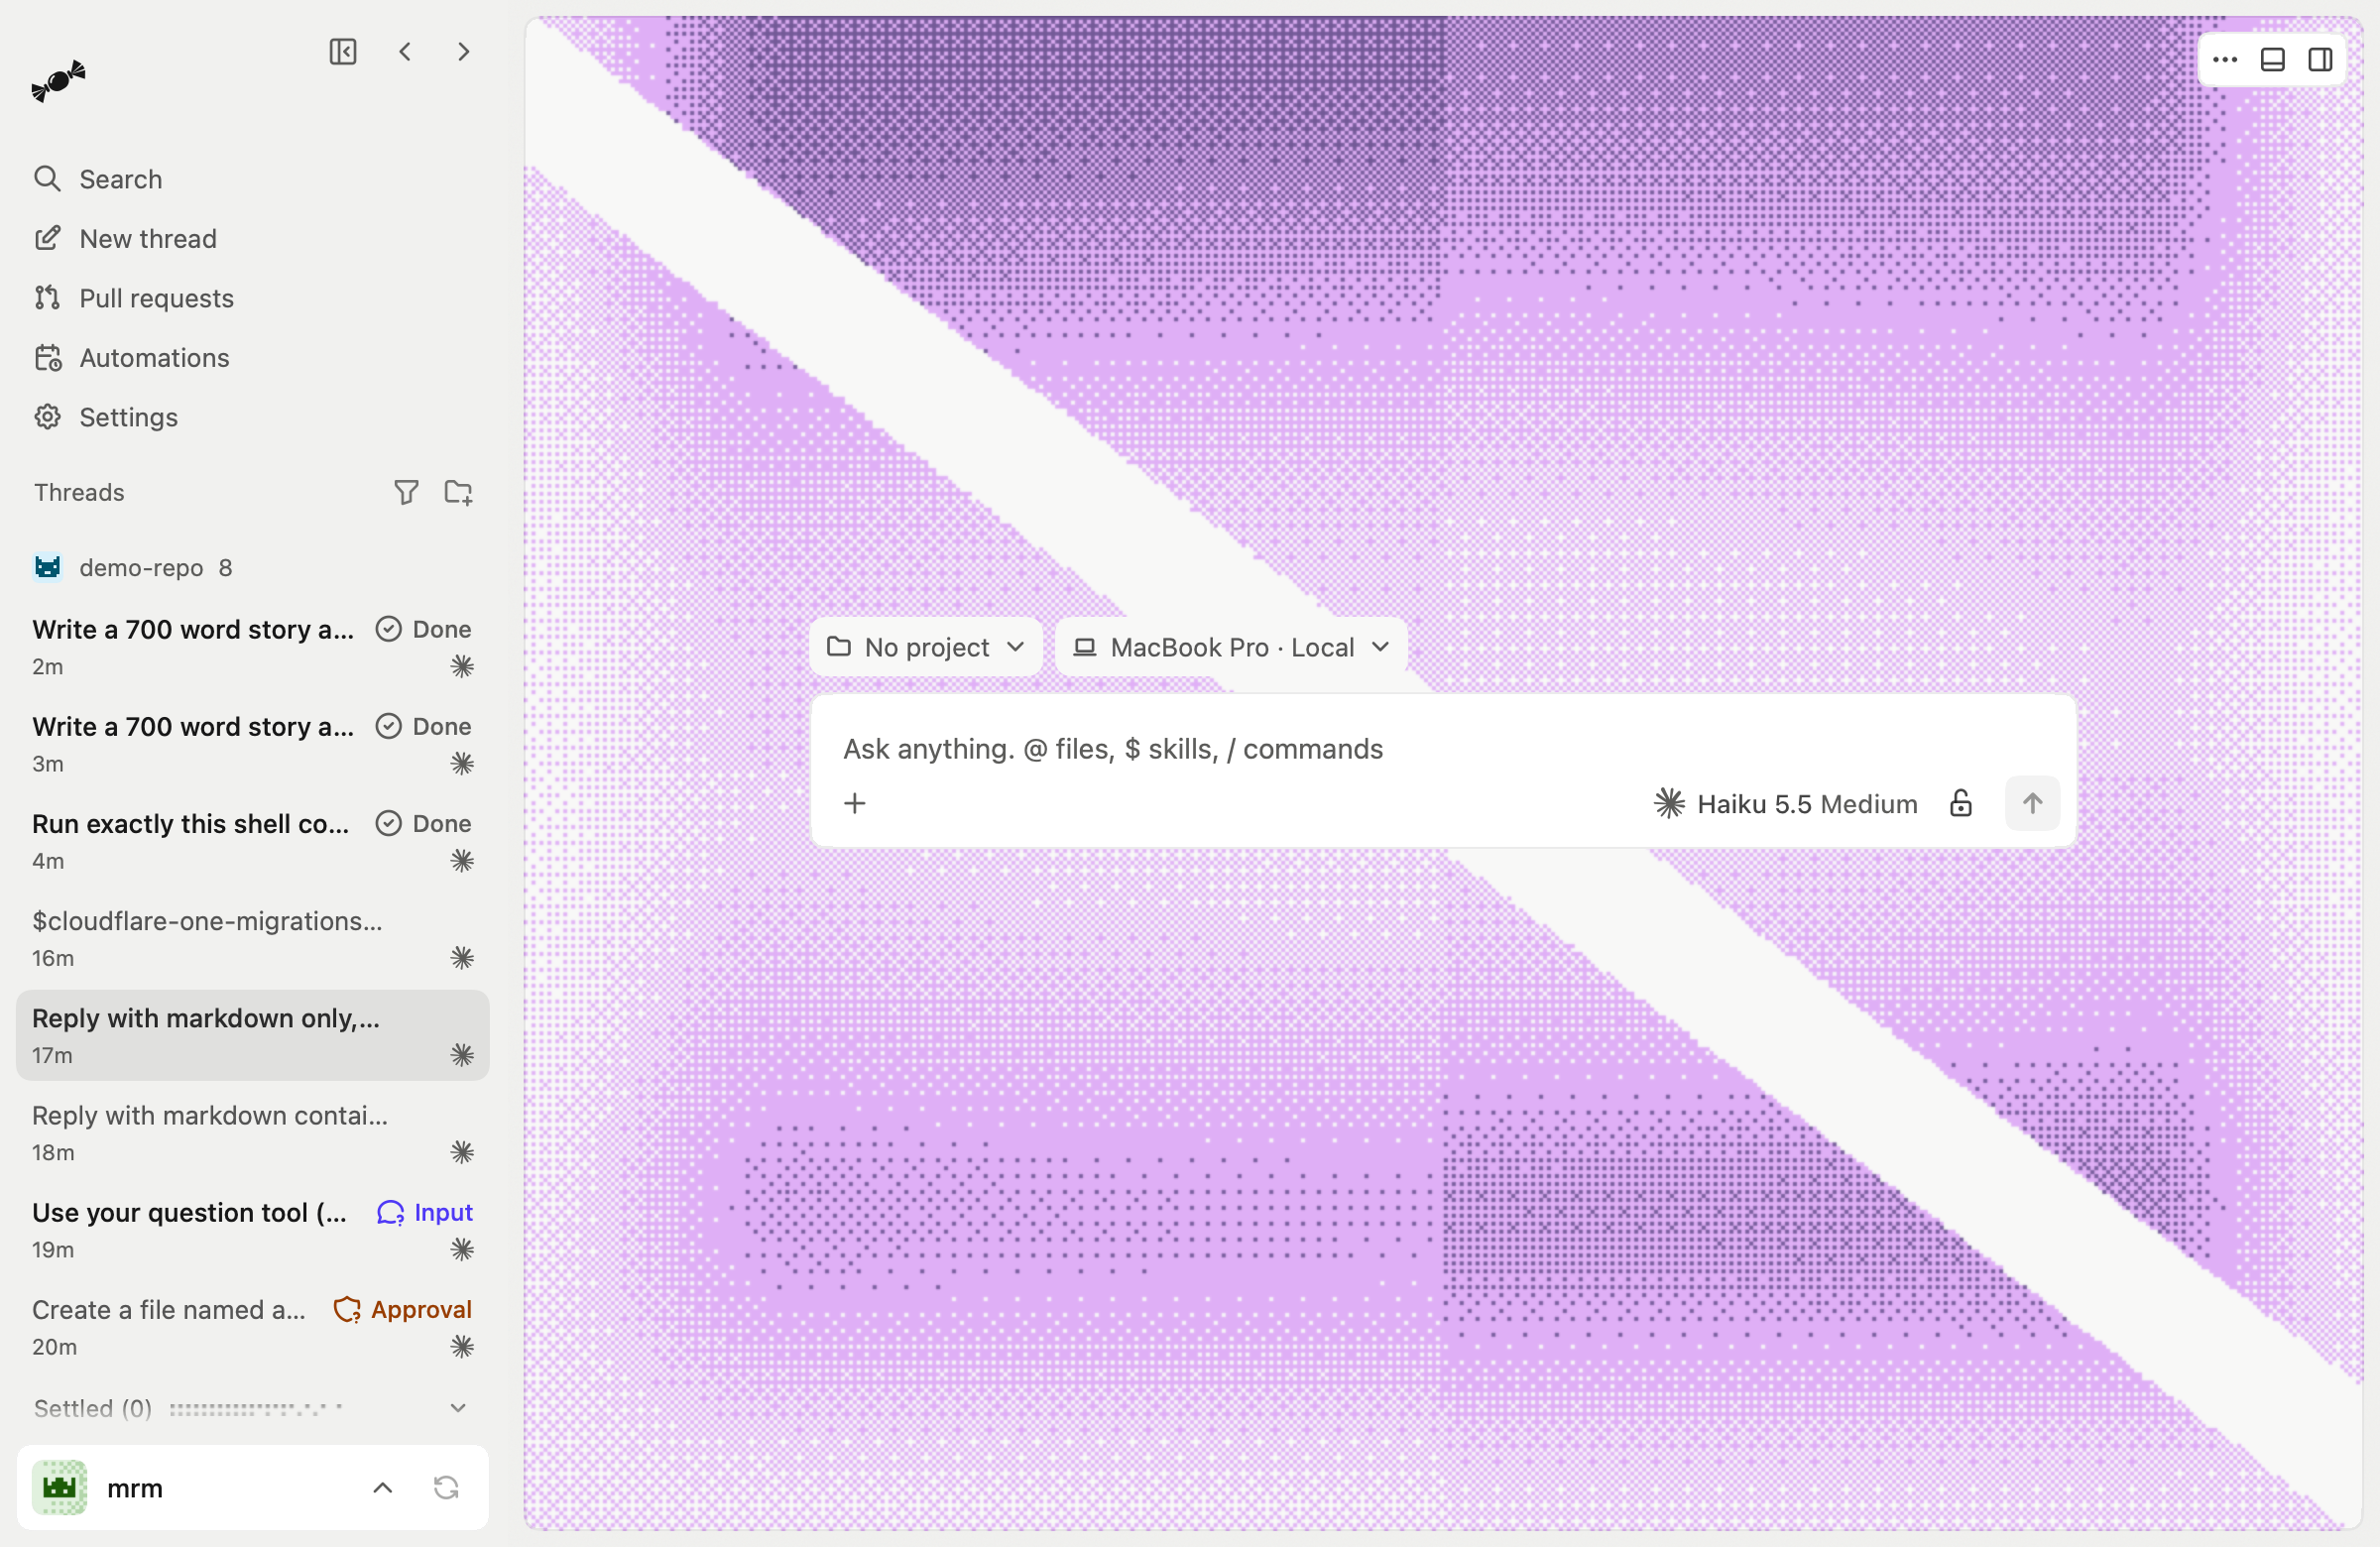 Search
New thread
Pull requests
Automations
Settings
Threads
demo-repo 8
Write a 700 word story a... Done
2m
Write a 700 word story a... Done
3m
Run exactly this shell co... Done
4m
$cloudflare-one-migrations...
16m
Reply with markdown only,...
17m
Reply with markdown contai...
18m
Use your question tool (... Input
19m
Create a file named a... Approval
20m
Settled (0)
mrm
No project MacBook Pro · Local
Ask anything. @ files, $ skills, / commands
Haiku 5.5 Medium